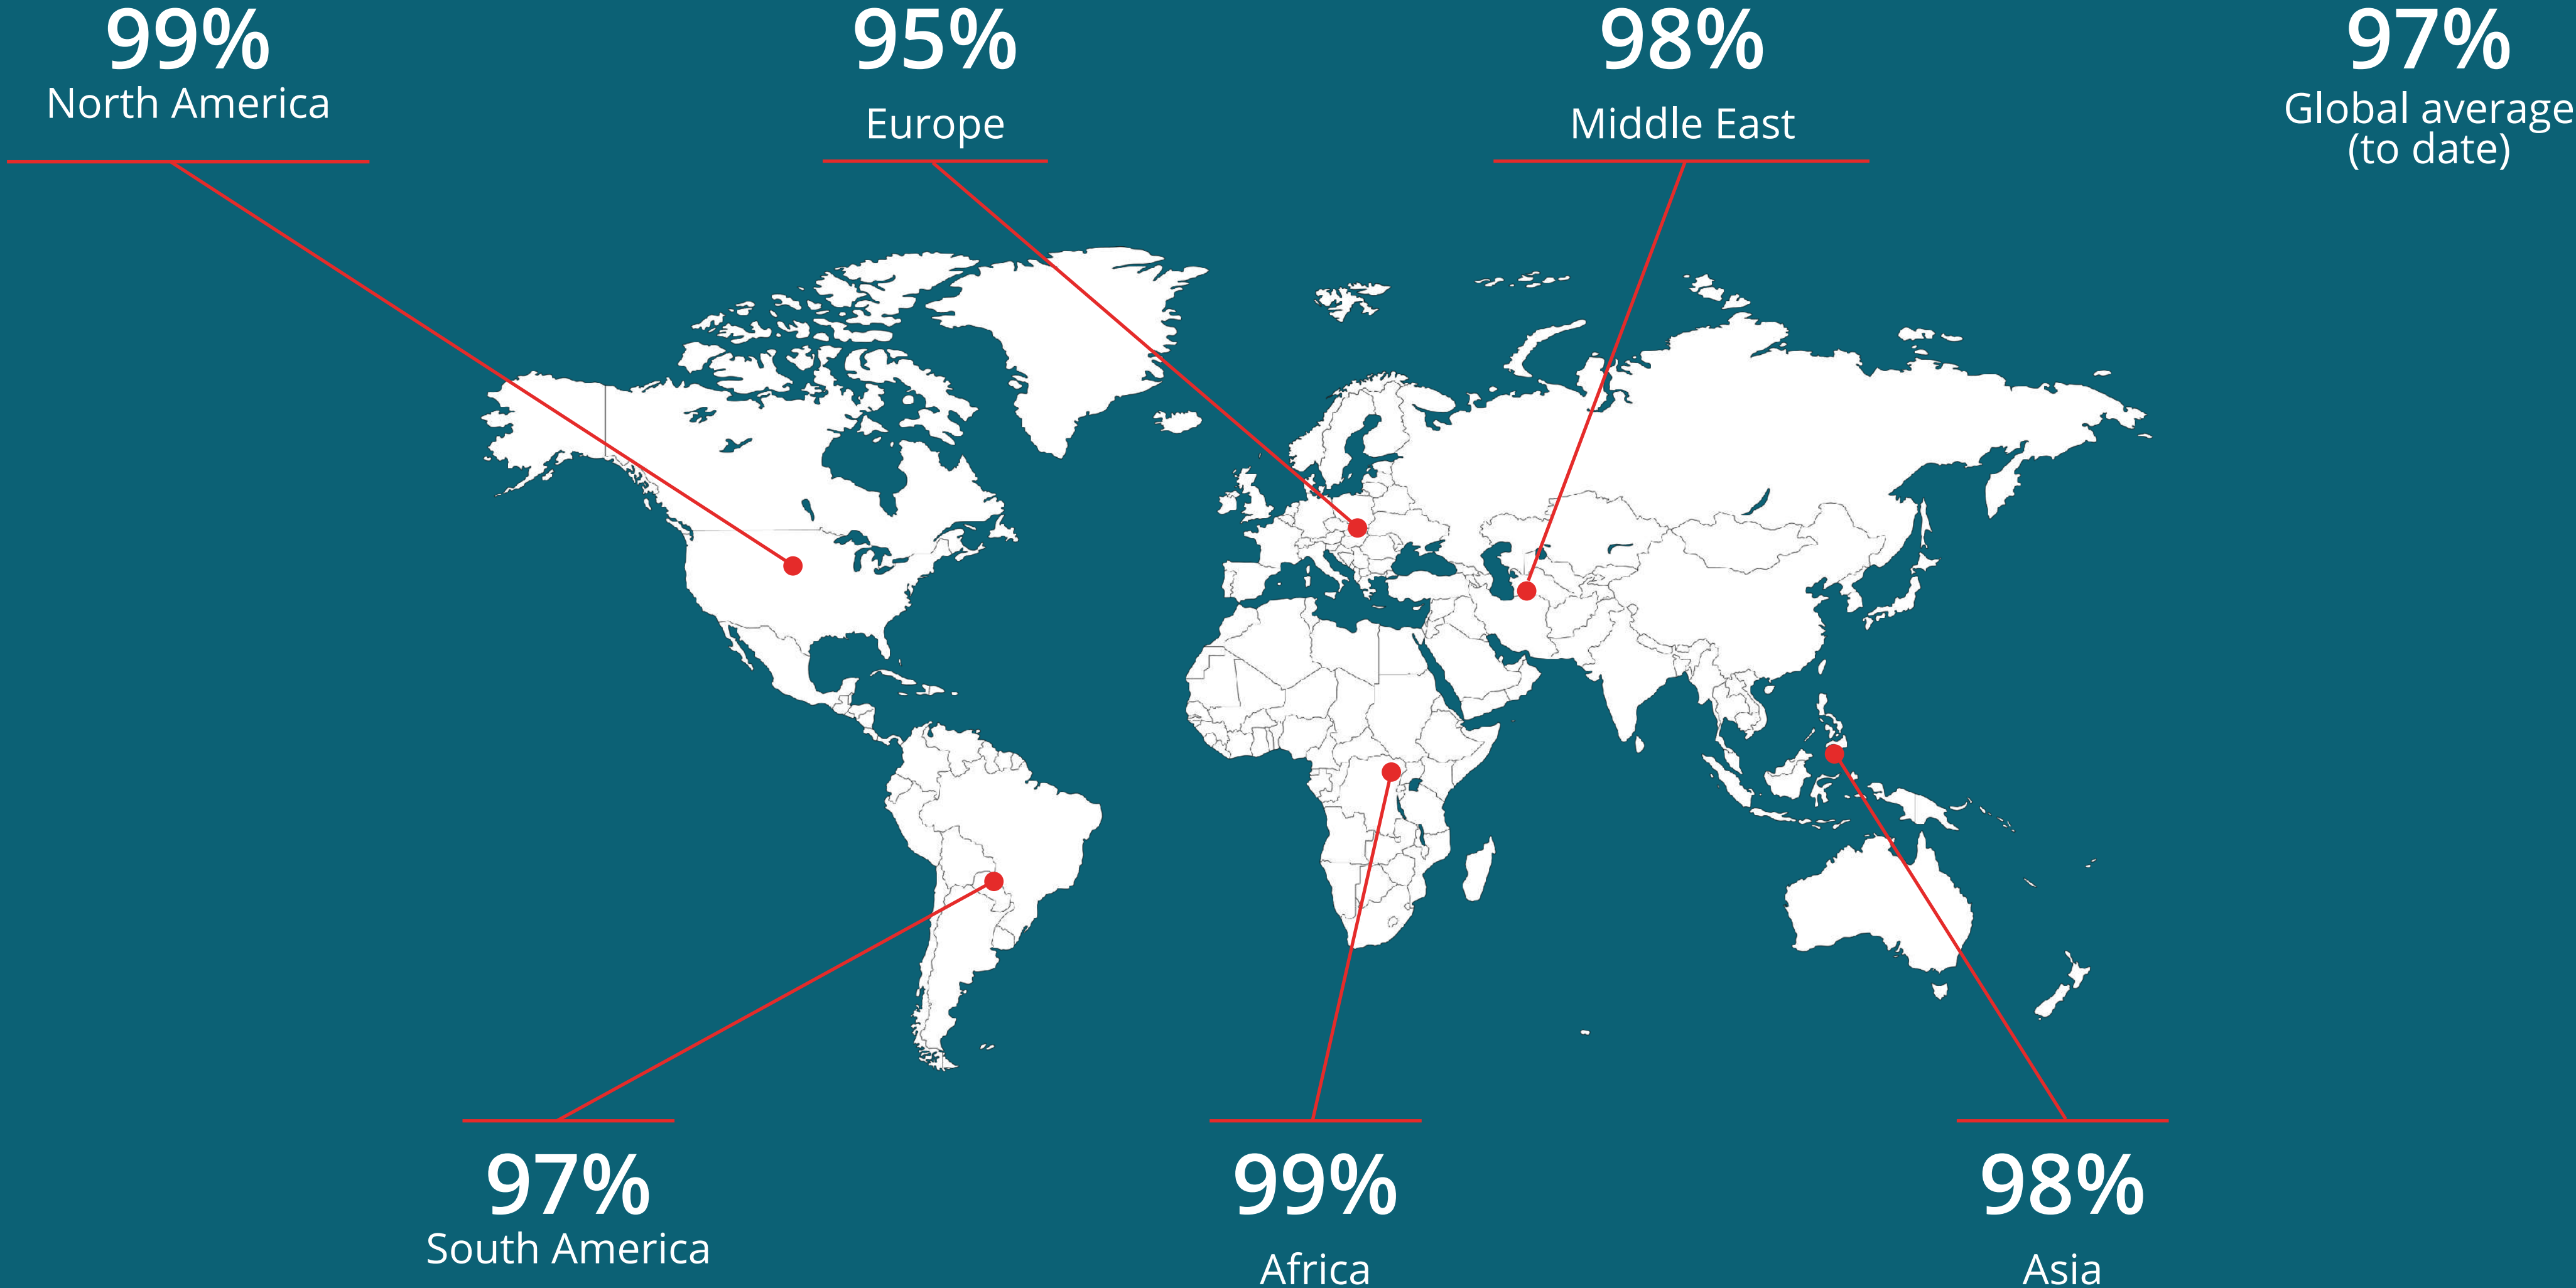 99%
North America
95%
Europe
98%
Middle East
97%
Global average
(to date)
97%
South America
99%
Africa
98%
Asia